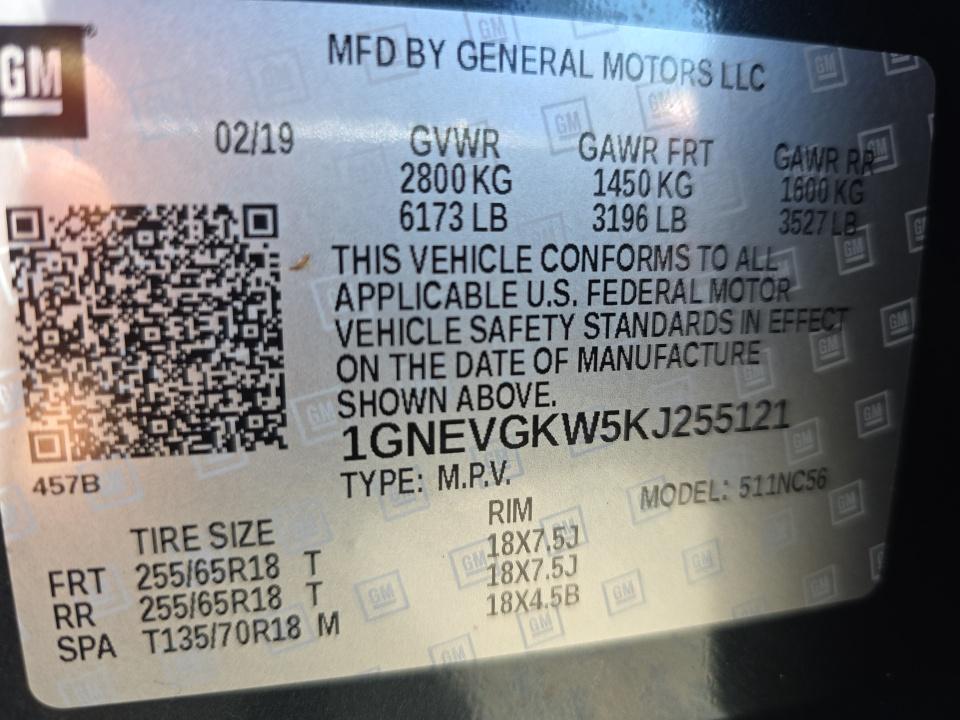 GM
MFD BY GENERAL MOTORS LLC
02/19 GVWR GAWR FRT GAWR RR
2800 KG 1450 KG 1600 KG
6173 LB 3196 LB 3527 LB
THIS VEHICLE CONFORMS TO ALL
APPLICABLE U.S. FEDERAL MOTOR
VEHICLE SAFETY STANDARDS IN EFFECT
ON THE DATE OF MANUFACTURE
SHOWN ABOVE.
1GNEVGKW5KJ255121
457B
TYPE: M.P.V. MODEL: 511NC56
TIRE SIZE RIM
FRT 255/65R18 T 18X7.5J
RR 255/65R18 T 18X7.5J
SPA T135/70R18 M 18X4.5B